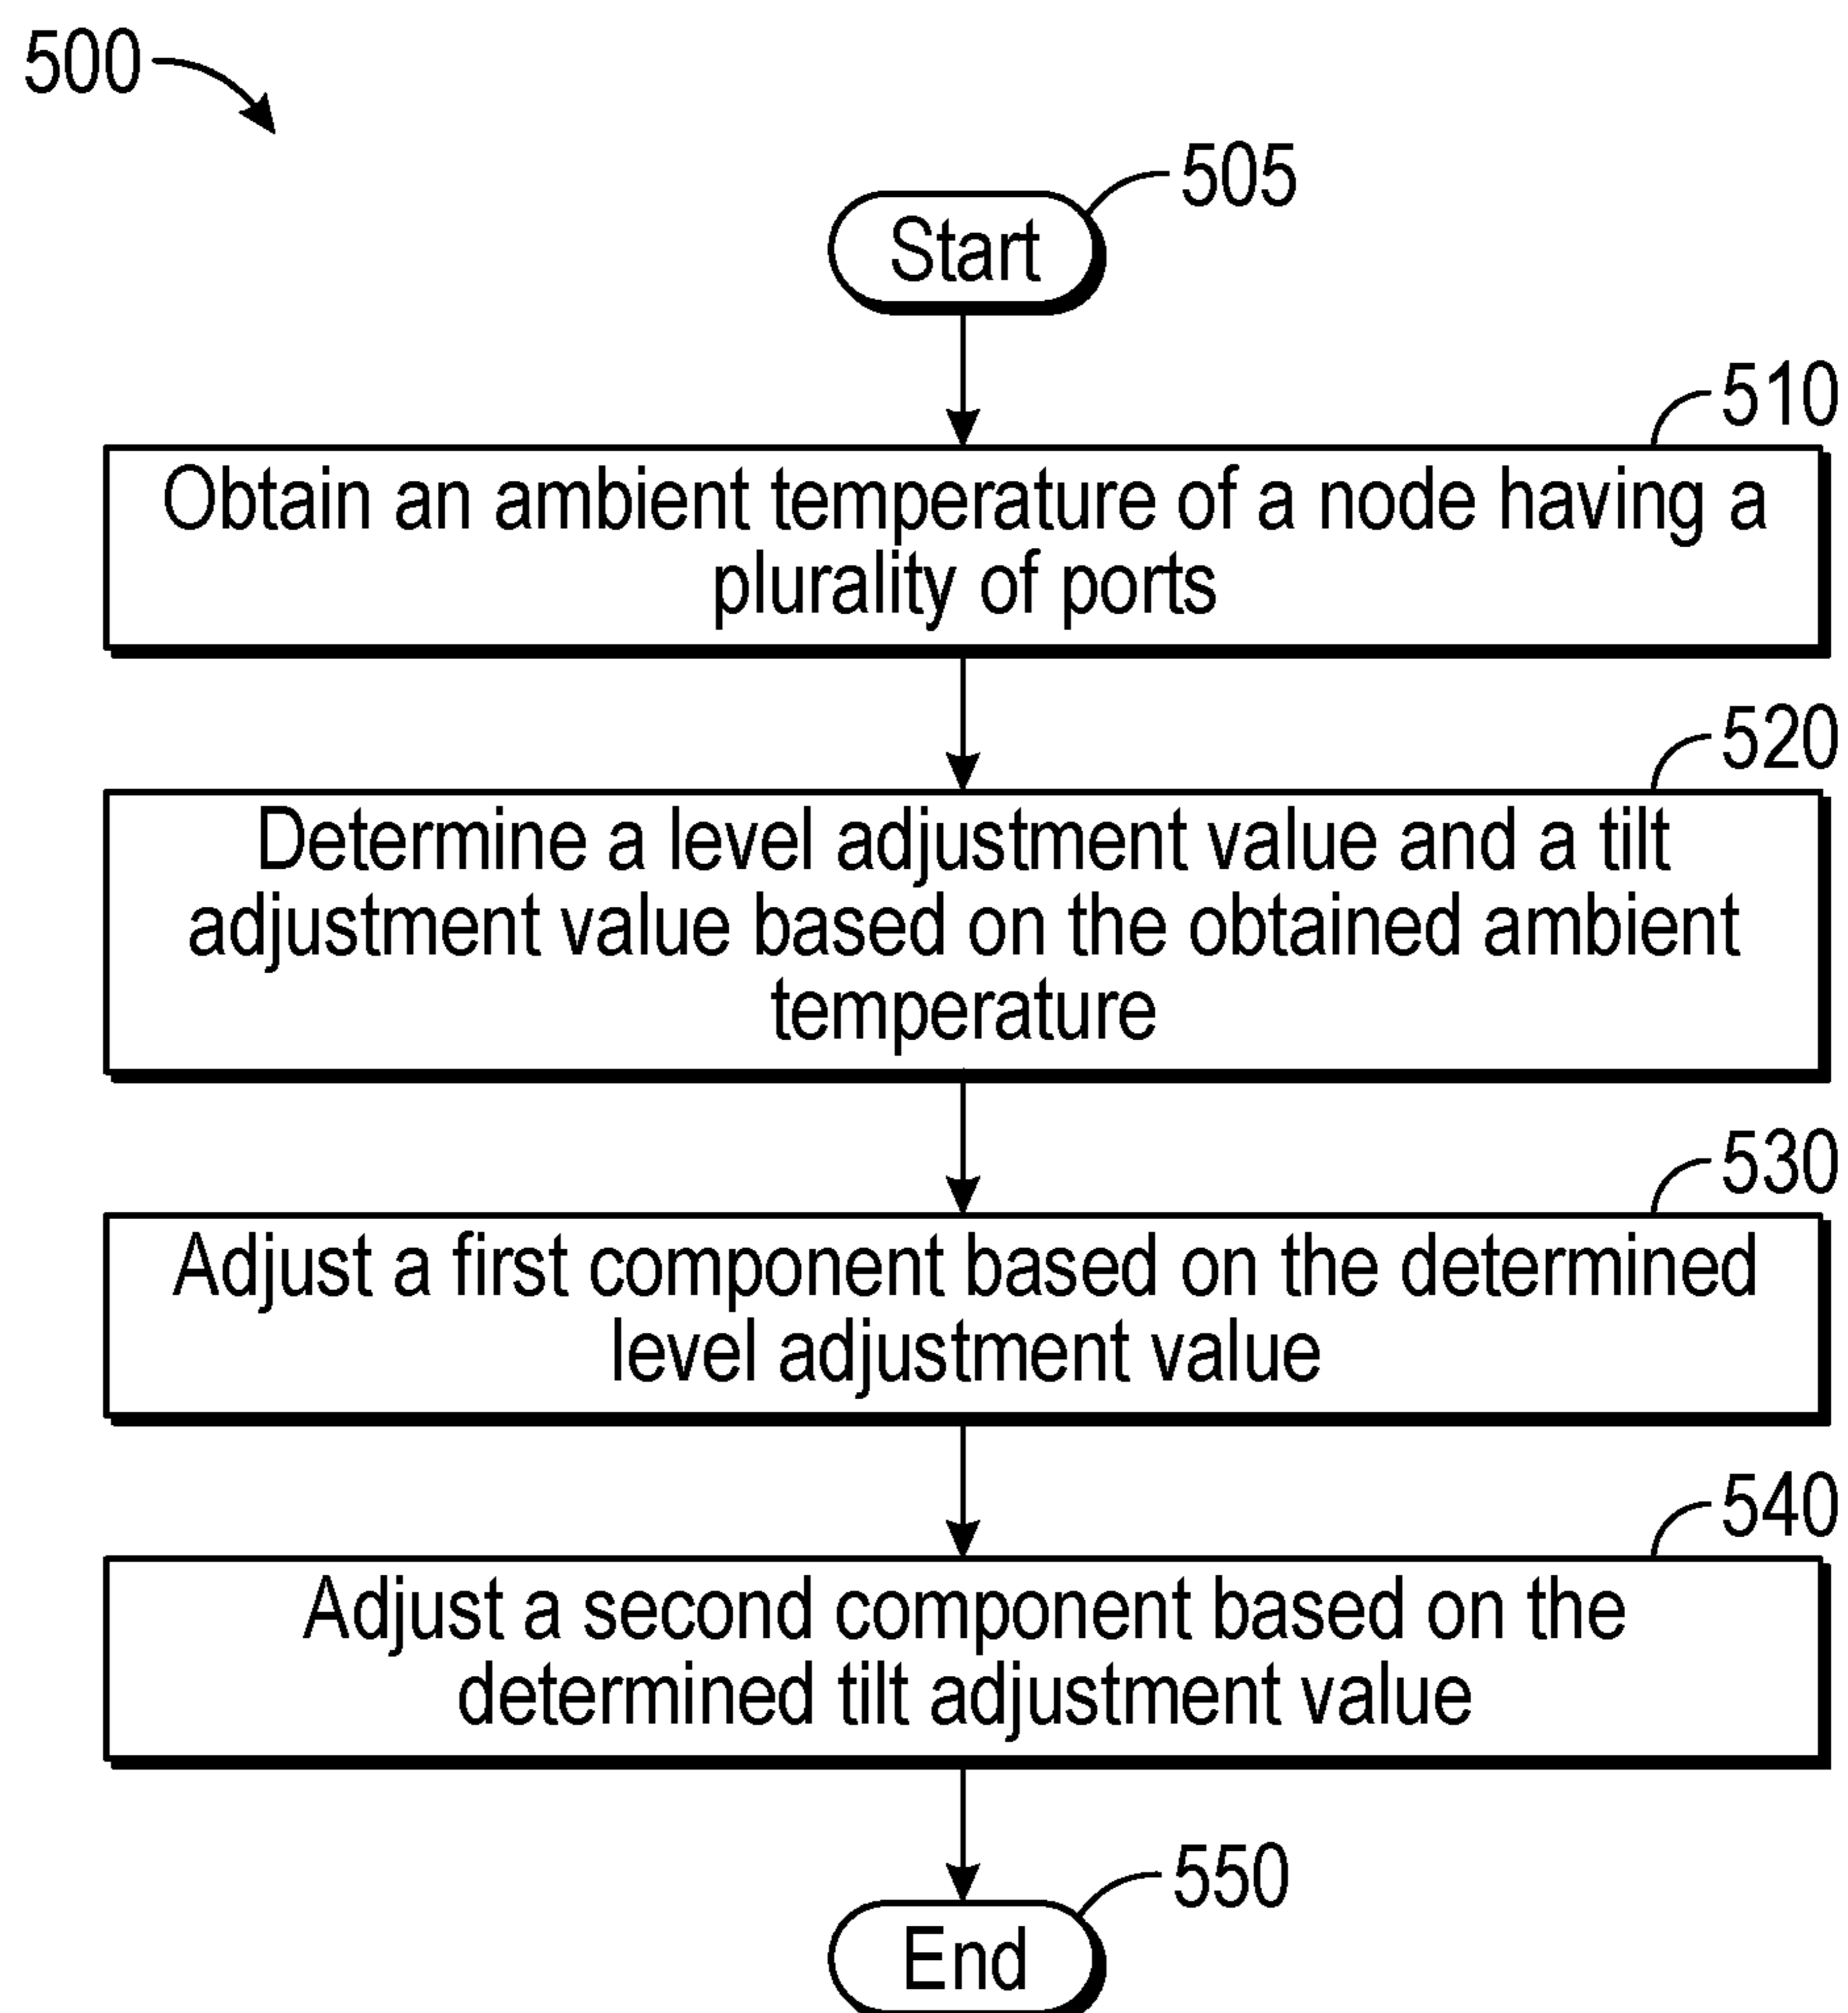 500
505
Start
510
Obtain an ambient temperature of a node having a
plurality of ports
520
Determine a level adjustment value and a tilt
adjustment value based on the obtained ambient
temperature
530
Adjust a first component based on the determined
level adjustment value
540
Adjust a second component based on the
determined tilt adjustment value
550
End